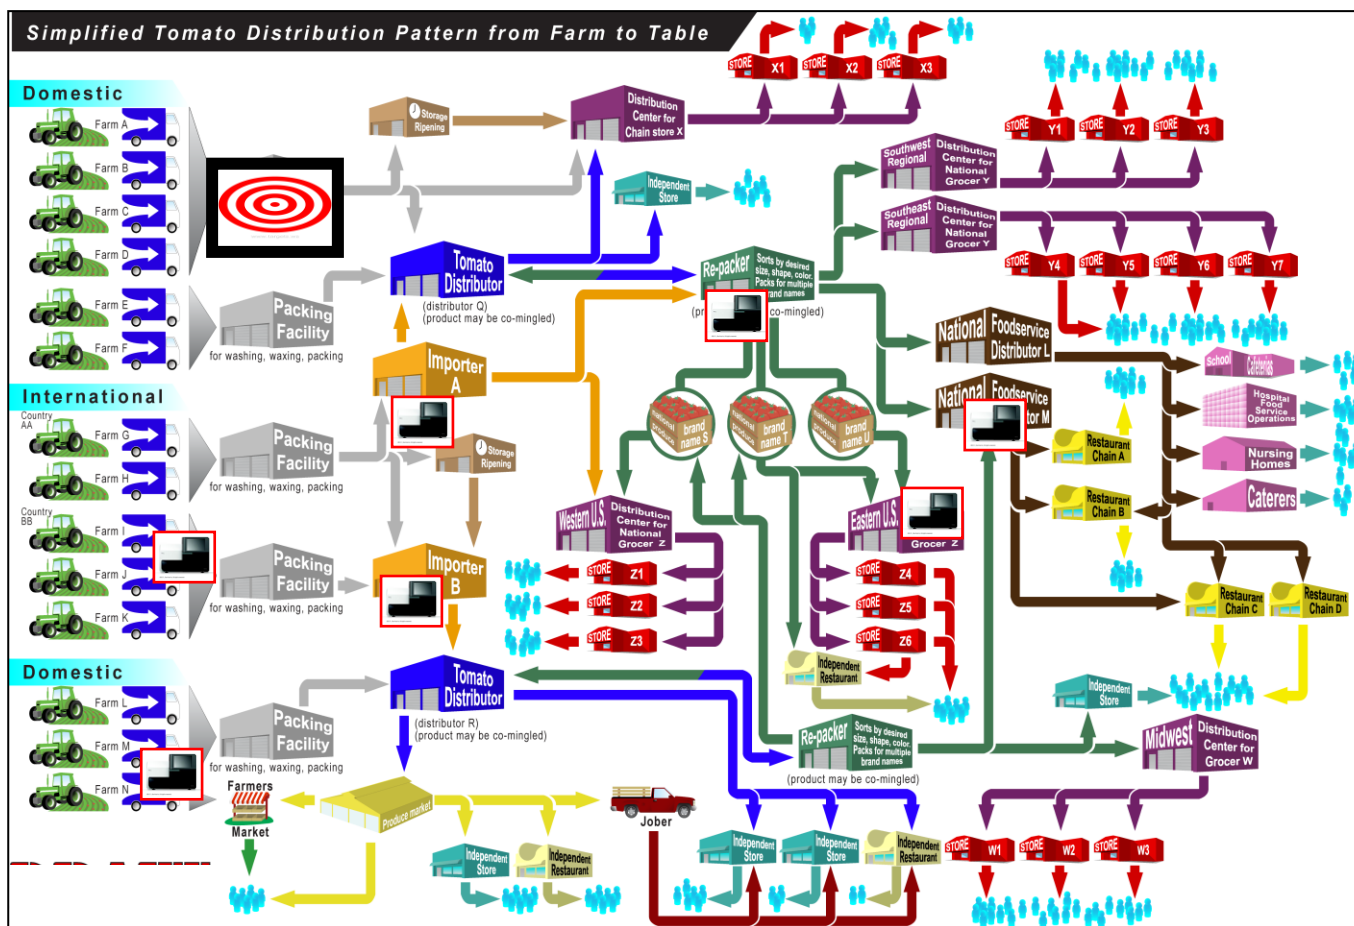 Simplified Tomato Distribution Pattern from Farm to Table
Domestic
Farm A
Farm B
Farm C
Farm D
Farm E
Farm F
Packing
Facility
for washing, waxing, packing
International
Country
AA
Farm G
Farm H
Packing
Facility
for washing, waxing, packing
Country
BB
Farm I
Farm J
Farm K
Packing
Facility
for washing, waxing, packing
Domestic
Farm L
Farm M
Farm N
Packing
Facility
for washing, waxing, packing
Farmers
Market
Storage
Ripening
Tomato
Distributor
(distributor Q)
(product may be co-mingled)
Importer
A
Storage
Ripening
Importer
B
Tomato
Distributor
(distributor R)
(product may be co-mingled)
Produce market
Independent
Store
Independent
Restaurant
Jober
Distribution
Center for
Chain store X
STORE X1
STORE X2
STORE X3
Independent
Store
Re-packer
Sorts by desired
size, shape, color.
Packs for multiple
brand names
co-mingled)
national
produce
brand
name S
national
produce
brand
name T
national
produce
brand
name U
Western U.S.
Distribution
Center for
National
Grocer Z
STORE Z1
STORE Z2
STORE Z3
Eastern U.S.
Grocer Z
STORE Z4
STORE Z5
STORE Z6
Independent
Restaurant
Re-packer
Sorts by desired
size, shape, color.
Packs for multiple
brand names
(product may be co-mingled)
Independent
Store
Independent
Store
Independent
Restaurant
Southwest
Regional
Distribution
Center for
National
Grocer Y
STORE Y1
STORE Y2
STORE Y3
Southeast
Regional
Distribution
Center for
National
Grocer Y
STORE Y4
STORE Y5
STORE Y6
STORE Y7
National
Foodservice
Distributor L
National
Foodservice
M
School
Cafeterias
Hospital
Food
Service
Operations
Nursing
Homes
Caterers
Restaurant
Chain A
Restaurant
Chain B
Restaurant
Chain C
Restaurant
Chain D
Independent
Store
Midwest
Distribution
Center for
Grocer W
STORE W1
STORE W2
STORE W3